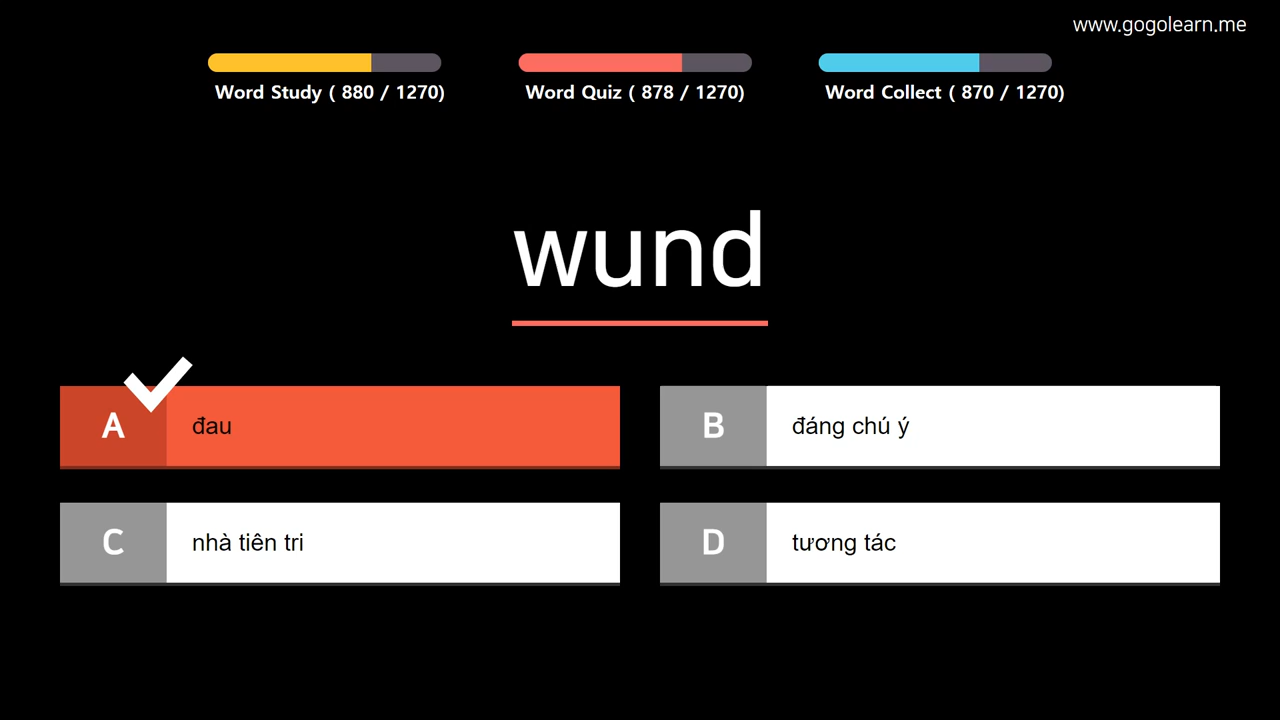 www.gogolearn.me
Word Study ( 880 / 1270)
Word Quiz ( 878 / 1270)
Word Collect ( 870 / 1270)
wund
A đau
B đáng chú ý
C nhà tiên tri
D tương tác